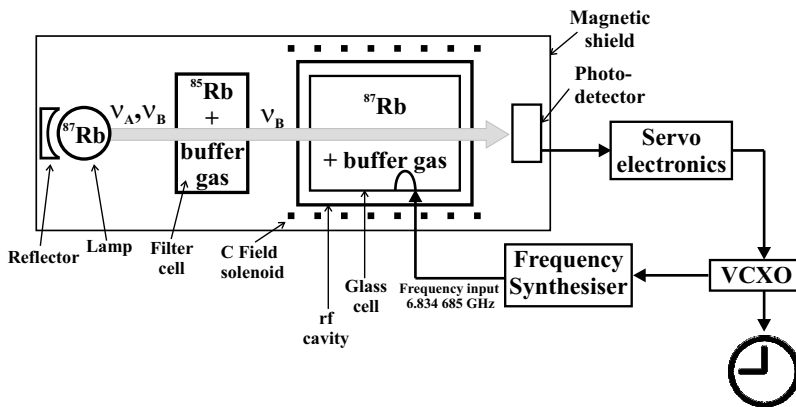 Magnetic
shield
Photo-
detector
⁸⁷Rb
ν_A,ν_B
⁸⁵Rb
+
buffer
gas
ν_B
⁸⁷Rb
+ buffer gas
Servo
electronics
Reflector
Lamp
Filter
cell
C Field
solenoid
rf
cavity
Glass
cell
Frequency input
6.834 685 GHz
Frequency
Synthesiser
VCXO